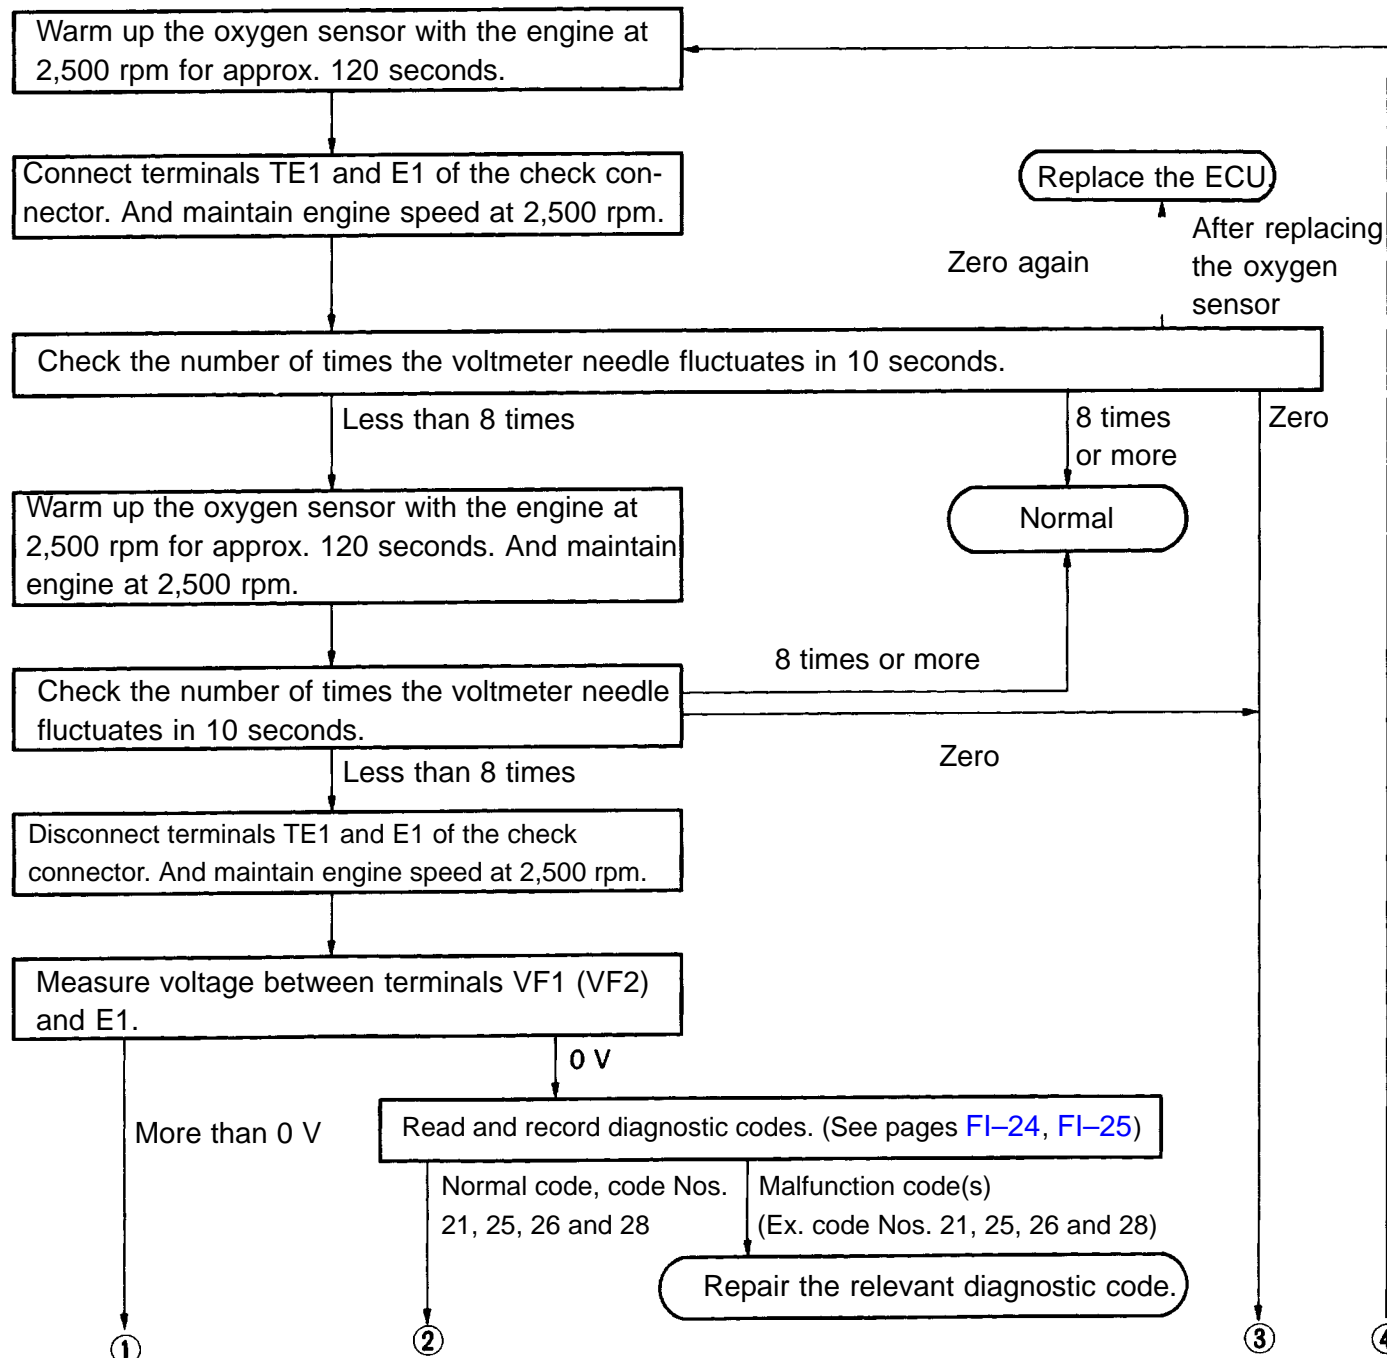 Warm up the oxygen sensor with the engine at
2,500 rpm for approx. 120 seconds.
Connect terminals TE1 and E1 of the check con-
nector. And maintain engine speed at 2,500 rpm.
Replace the ECU.
Zero again
After replacing
the oxygen
sensor
Check the number of times the voltmeter needle fluctuates in 10 seconds.
Less than 8 times
8 times
or more
Zero
Warm up the oxygen sensor with the engine at
2,500 rpm for approx. 120 seconds. And maintain
engine at 2,500 rpm.
Normal
Check the number of times the voltmeter needle
fluctuates in 10 seconds.
8 times or more
Zero
Less than 8 times
Disconnect terminals TE1 and E1 of the check
connector. And maintain engine speed at 2,500 rpm.
Measure voltage between terminals VF1 (VF2)
and E1.
0 V
More than 0 V
Read and record diagnostic codes. (See pages FI–24, FI–25)
Normal code, code Nos.
21, 25, 26 and 28
Malfunction code(s)
(Ex. code Nos. 21, 25, 26 and 28)
Repair the relevant diagnostic code.
①
②
③
④